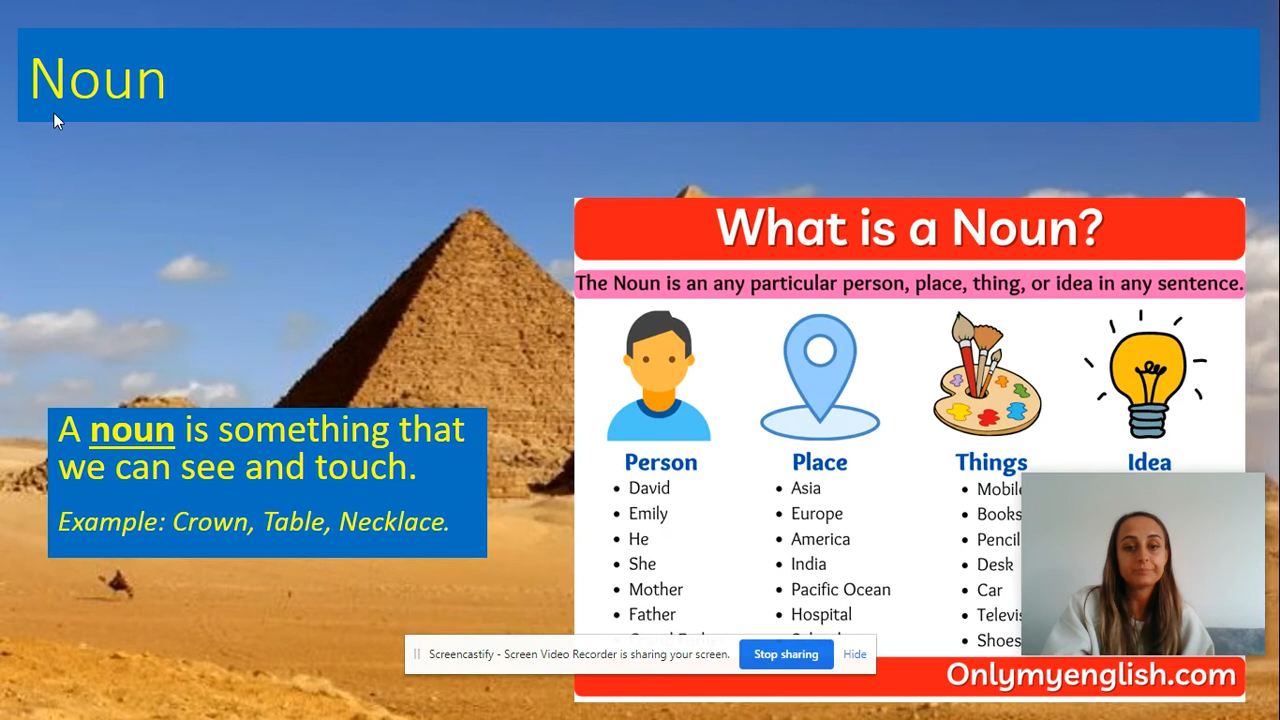 Noun
A noun is something that
we can see and touch.
Example: Crown, Table, Necklace.
What is a Noun?
The Noun is an any particular person, place, thing, or idea in any sentence.
Person
David
Emily
He
She
Mother
Father
Place
Asia
Europe
America
India
Pacific Ocean
Hospital
Things
Books
Pencil
Desk
Car
Shoes
Idea
Screencastify - Screen Video Recorder is sharing your screen.
Stop sharing
Hide
Onlymyenglish.com